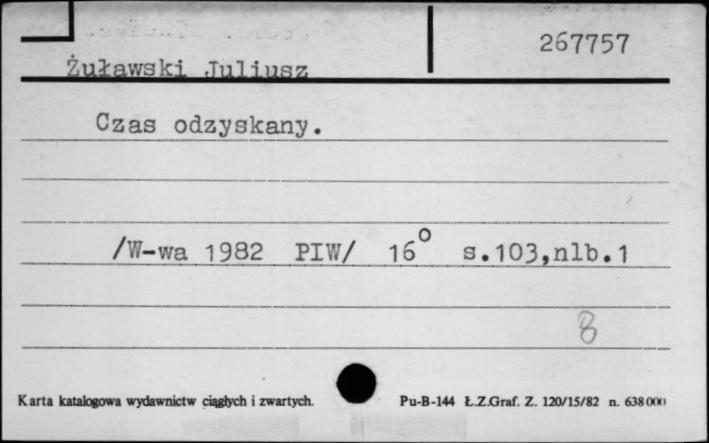 267757
Żuławski Juliusz
Czas odzyskany.
/W-wa 1982 PIW/ 16° s.103,nlb.1
8
Karta katalogowa wydawnictw ciągłych i zwartych. Pu-B-144 Ł.Z.Graf. Z. 120/15/82 n. 638000